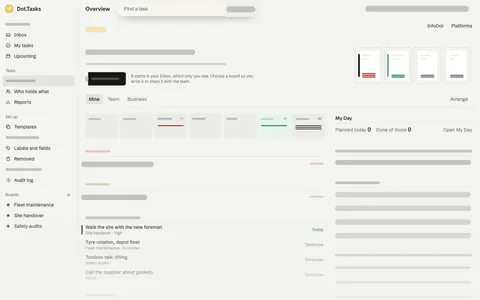 DotTasks
Overview
Find a task
Inbox
My tasks
Upcoming
Team
Who holds what
Reports
Set up
Templates
Labels and fields
Removed
Audit log
Boards +
Fleet maintenance
Site handover
Safety audits
InfoDot Platforms
It starts in your Inbox, which only you see. Choose a board as you
write it to share it with the team.
Mine Team Business Arrange
My Day
Planned today 0 Done of those 0 Open My Day
Walk the site with the new foreman
Site handover · high
Today
Tyre rotation, depot fleet
Fleet maintenance · in review
Tomorrow
Toolbox talk: lifting
Safety audits
Tomorrow
Call the supplier about gaskets
Tomorrow